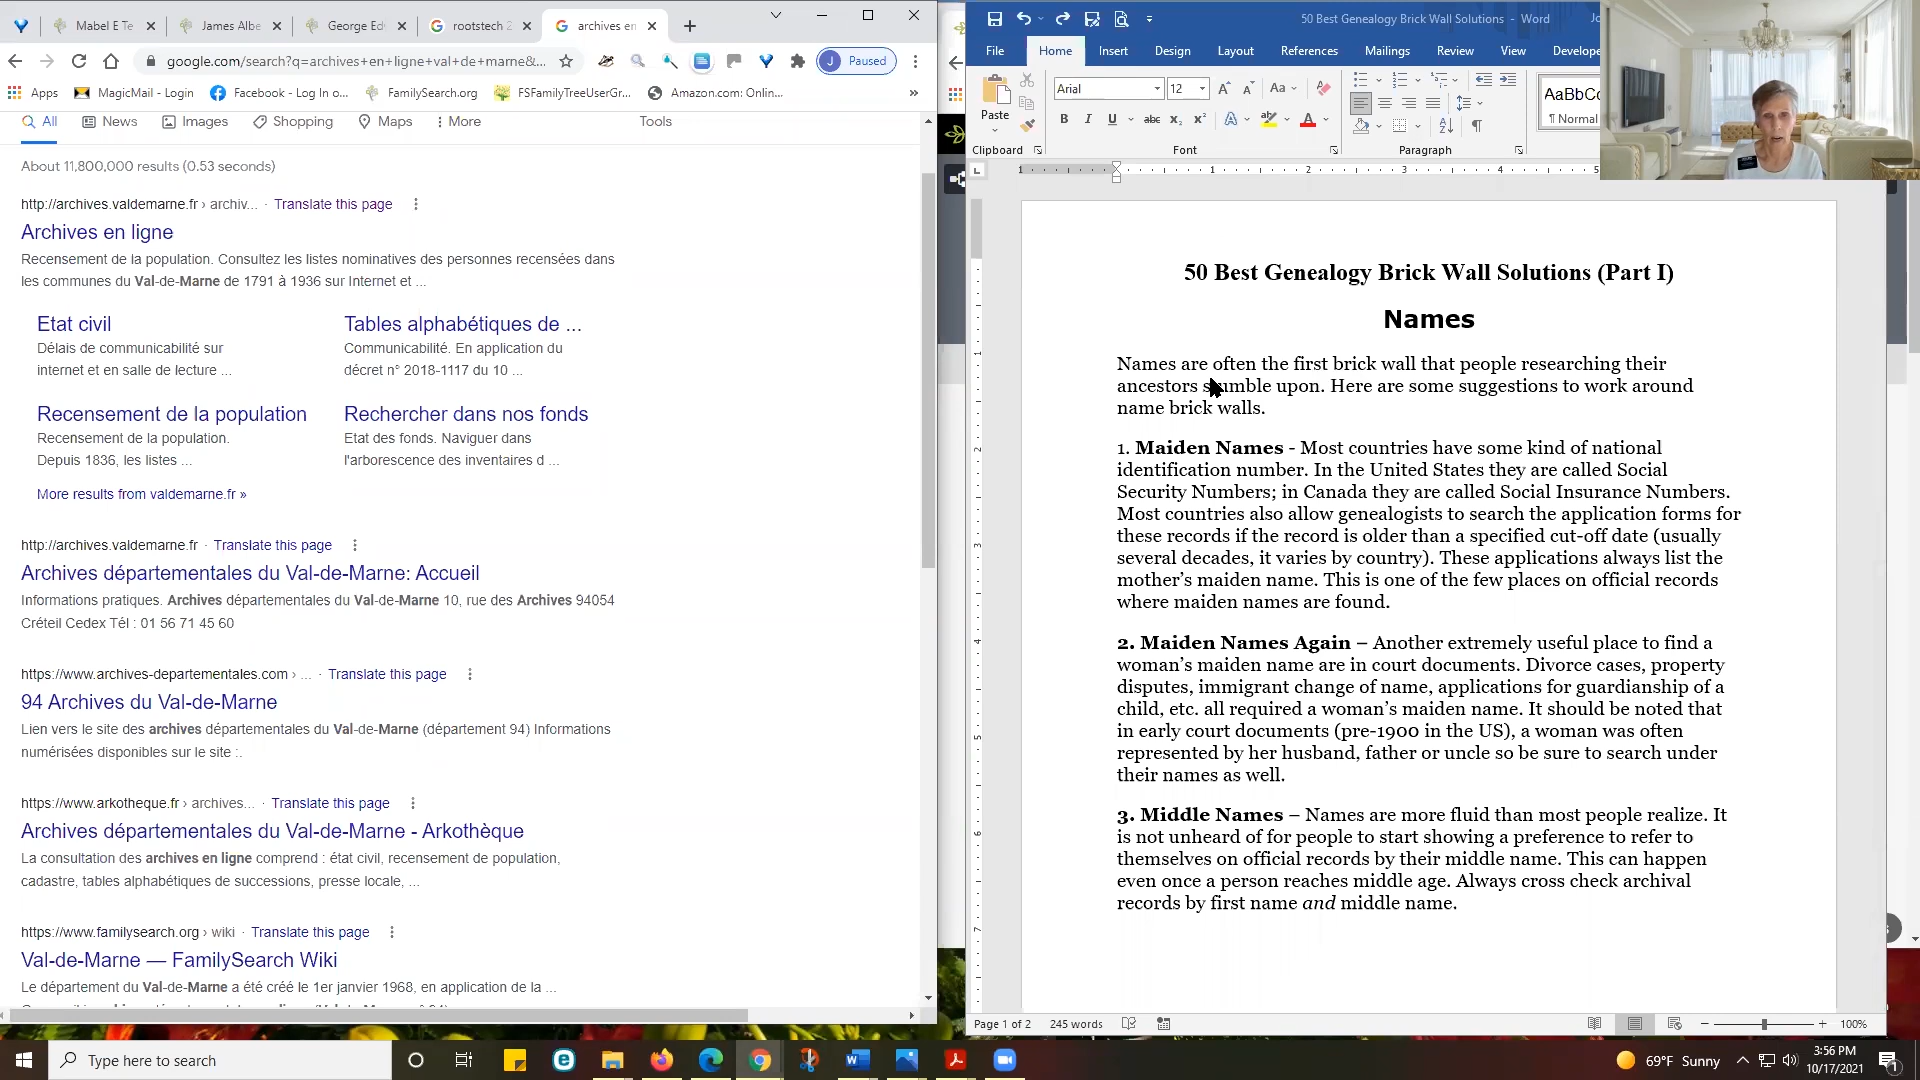 Mabel E Te
James Albe
George Ed
rootstech 2
archives en
google.com/search?q=archives+en+ligne+val+de+marne&...
J Paused
Apps
MagicMail - Login
Facebook - Log In o...
FamilySearch.org
FSFamilyTreeUserGr...
Amazon.com: Onlin...
»
All
News
Images
Shopping
Maps
More
Tools
About 11,800,000 results (0.53 seconds)
http://archives.valdemarne.fr › archiv... · Translate this page
Archives en ligne
Recensement de la population. Consultez les listes nominatives des personnes recensées dans
les communes du Val-de-Marne de 1791 à 1936 sur Internet et ...
Etat civil
Délais de communicabilité sur
internet et en salle de lecture ...
Tables alphabétiques de ...
Communicabilité. En application du
décret n° 2018-1117 du 10 ...
Recensement de la population
Recensement de la population.
Depuis 1836, les listes ...
Rechercher dans nos fonds
Etat des fonds. Naviguer dans
l'arborescence des inventaires d ...
More results from valdemarne.fr »
http://archives.valdemarne.fr · Translate this page
Archives départementales du Val-de-Marne: Accueil
Informations pratiques. Archives départementales du Val-de-Marne 10, rue des Archives 94054
Créteil Cedex Tél : 01 56 71 45 60
https://www.archives-departementales.com › ... · Translate this page
94 Archives du Val-de-Marne
Lien vers le site des archives départementales du Val-de-Marne (département 94) Informations
numérisées disponibles sur le site :.
https://www.arkotheque.fr › archives... · Translate this page
Archives départementales du Val-de-Marne - Arkothèque
La consultation des archives en ligne comprend : état civil, recensement de population,
cadastre, tables alphabétiques de successions, presse locale, ...
https://www.familysearch.org › wiki · Translate this page
Val-de-Marne — FamilySearch Wiki
Le département du Val-de-Marne a été créé le 1er janvier 1968, en application de la ...
50 Best Genealogy Brick Wall Solutions - Word
File
Home
Insert
Design
Layout
References
Mailings
Review
View
Develope
Paste
Clipboard
Arial
12
Aa
B I U abc x₂ x²
Font
Paragraph
AaBbCc
¶ Normal
50 Best Genealogy Brick Wall Solutions (Part I)
Names
Names are often the first brick wall that people researching their
ancestors stumble upon. Here are some suggestions to work around
name brick walls.
1. Maiden Names - Most countries have some kind of national
identification number. In the United States they are called Social
Security Numbers; in Canada they are called Social Insurance Numbers.
Most countries also allow genealogists to search the application forms for
these records if the record is older than a specified cut-off date (usually
several decades, it varies by country). These applications always list the
mother's maiden name. This is one of the few places on official records
where maiden names are found.
2. Maiden Names Again – Another extremely useful place to find a
woman's maiden name are in court documents. Divorce cases, property
disputes, immigrant change of name, applications for guardianship of a
child, etc. all required a woman's maiden name. It should be noted that
in early court documents (pre-1900 in the US), a woman was often
represented by her husband, father or uncle so be sure to search under
their names as well.
3. Middle Names – Names are more fluid than most people realize. It
is not unheard of for people to start showing a preference to refer to
themselves on official records by their middle name. This can happen
even once a person reaches middle age. Always cross check archival
records by first name and middle name.
Page 1 of 2
245 words
100%
Type here to search
69°F Sunny
3:56 PM
10/17/2021